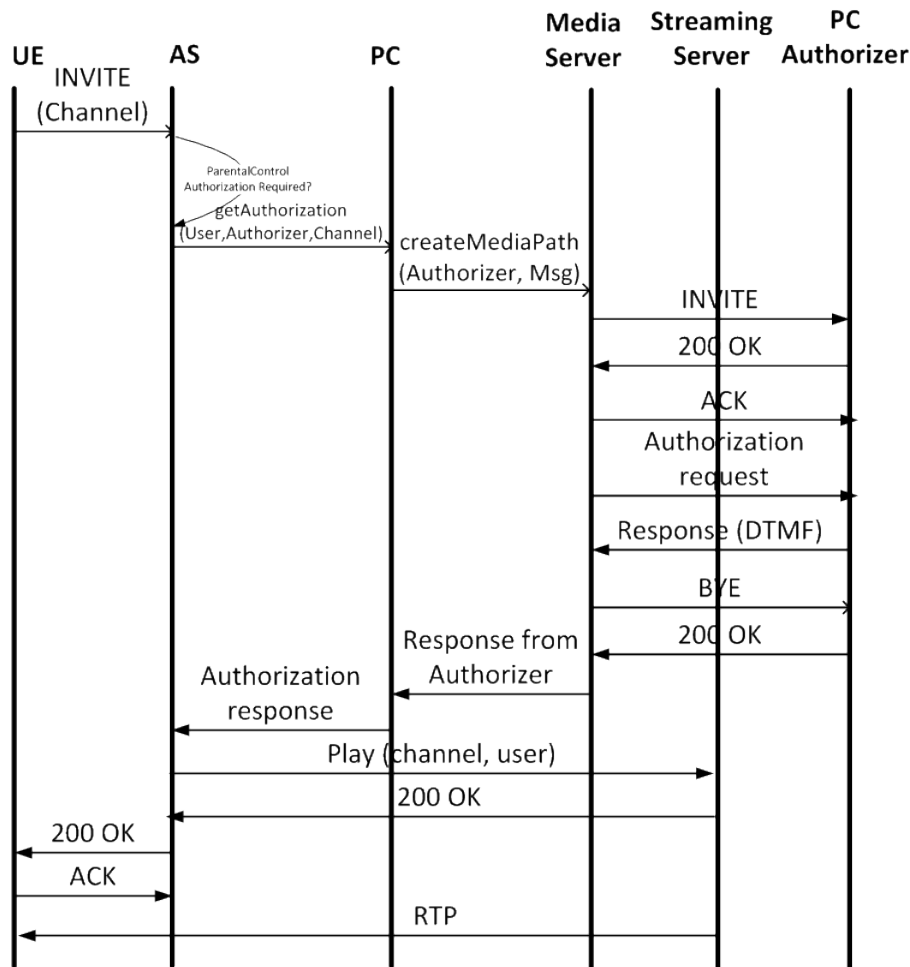 UE
AS
PC
Media
Server
Streaming
Server
PC
Authorizer
INVITE
(Channel)
ParentalControl
Authorization Required?
getAuthorization
(User,Authorizer,Channel)
createMediaPath
(Authorizer, Msg)
INVITE
200 OK
ACK
Authorization
request
Response (DTMF)
BYE
200 OK
Response from
Authorizer
Authorization
response
Play (channel, user)
200 OK
200 OK
ACK
RTP